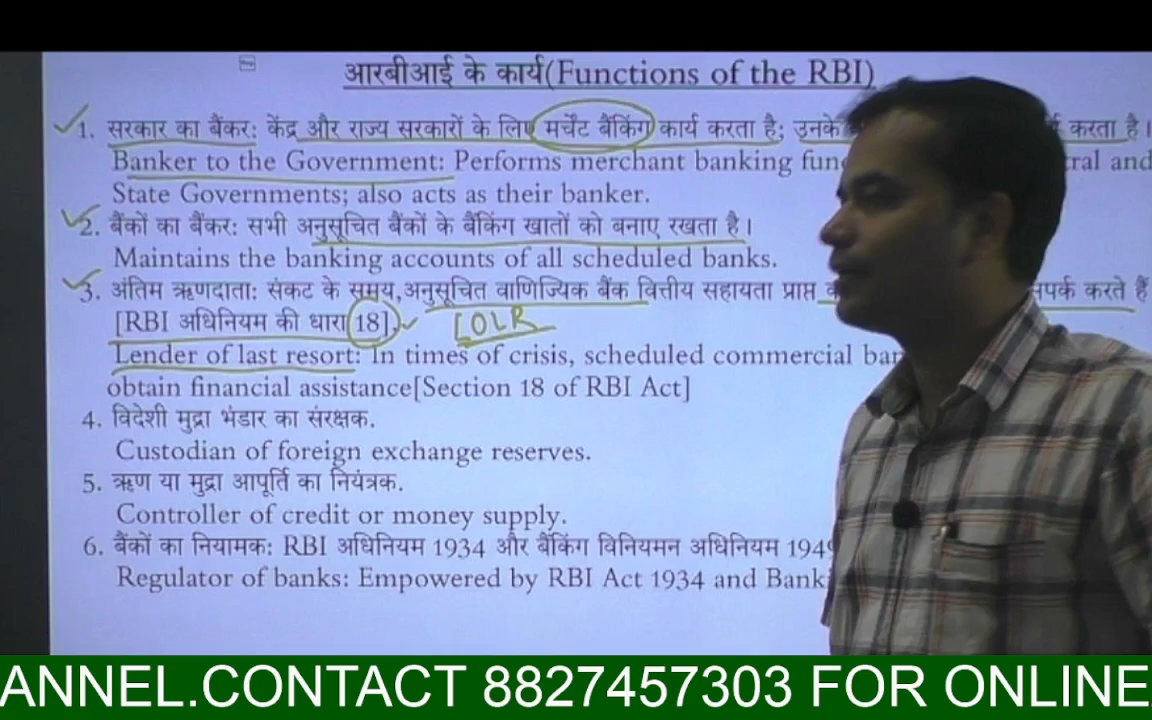 आरबीआई के कार्य(Functions of the RBI)
1. सरकार का बैंकर: केंद्र और राज्य सरकारों के लिए मर्चेंट बैंकिंग कार्य करता है; उनके करता है।
Banker to the Government: Performs merchant banking and
State Governments; also acts as their banker.
2. बैंकों का बैंकर: सभी अनुसूचित बैंकों के बैंकिंग खातों को बनाए रखता है।
Maintains the banking accounts of all scheduled banks.
3. अंतिम ऋणदाता: संकट के समय,अनुसूचित वाणिज्यिक बैंक वित्तीय सहायता प्राप्त करते हैं
[RBI अधिनियम की धारा 18]. LOLR
Lender of last resort: In times of crisis, scheduled commercial
obtain financial assistance[Section 18 of RBI Act]
4. विदेशी मुद्रा भंडार का संरक्षक.
Custodian of foreign exchange reserves.
5. ऋण या मुद्रा आपूर्ति का नियंत्रक.
Controller of credit or money supply.
6. बैंकों का नियामक: RBI अधिनियम 1934 और बैंकिंग विनियमन अधिनियम
Regulator of banks: Empowered by RBI Act 1934 and
ANNEL.CONTACT 8827457303 FOR ONLINE